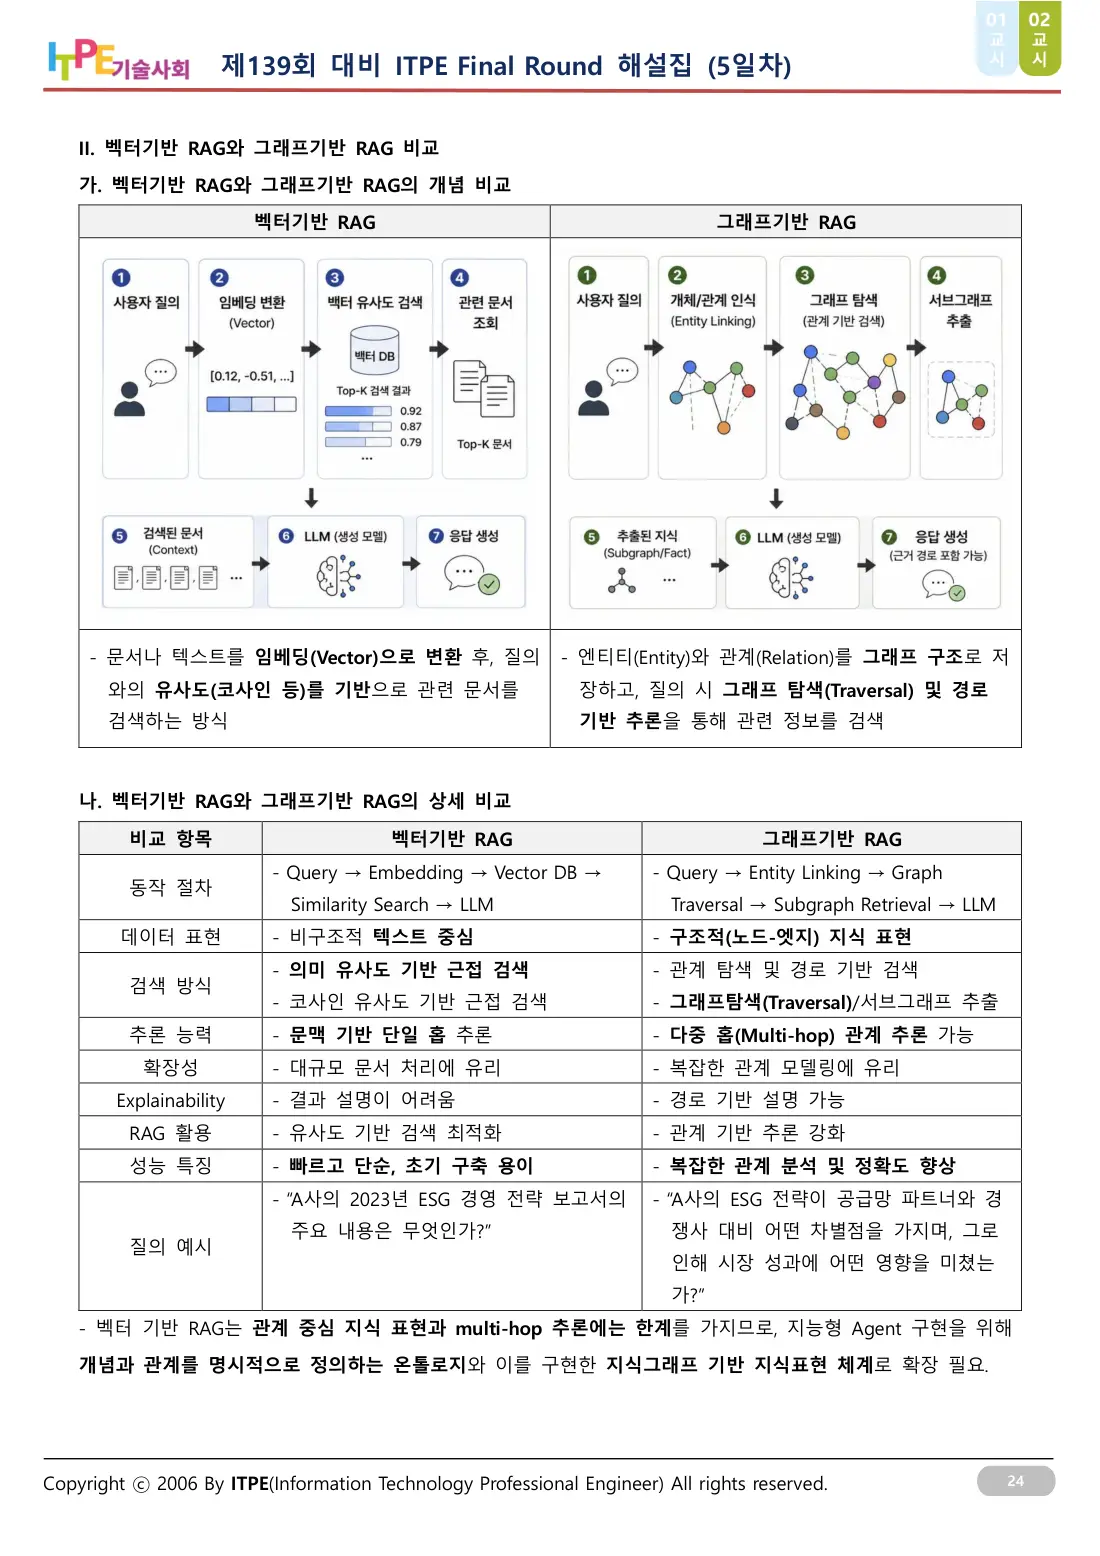 01
교
시
02
교
시
ITPE기술사회 제139회 대비 ITPE Final Round 해설집 (5일차)
II. 벡터기반 RAG와 그래프기반 RAG 비교
가. 벡터기반 RAG와 그래프기반 RAG의 개념 비교
벡터기반 RAG
1
사용자 질의
2
임베딩 변환
(Vector)
[0.12, -0.51, ...]
3
백터 유사도 검색
백터 DB
Top-K 검색 결과
0.92
0.87
0.79
...
4
관련 문서
조회
Top-K 문서
5 검색된 문서
(Context)
...
6 LLM (생성 모델)
7 응답 생성
- 문서나 텍스트를 임베딩(Vector)으로 변환 후, 질의
와의 유사도(코사인 등)를 기반으로 관련 문서를
검색하는 방식
그래프기반 RAG
1
사용자 질의
2
개체/관계 인식
(Entity Linking)
3
그래프 탐색
(관계 기반 검색)
4
서브그래프
추출
5 추출된 지식
(Subgraph/Fact)
...
6 LLM (생성 모델)
7 응답 생성
(근거 경로 포함 가능)
- 엔티티(Entity)와 관계(Relation)를 그래프 구조로 저
장하고, 질의 시 그래프 탐색(Traversal) 및 경로
기반 추론을 통해 관련 정보를 검색
나. 벡터기반 RAG와 그래프기반 RAG의 상세 비교
비교 항목 벡터기반 RAG 그래프기반 RAG
동작 절차
- Query → Embedding → Vector DB →
Similarity Search → LLM
- Query → Entity Linking → Graph
Traversal → Subgraph Retrieval → LLM
데이터 표현 - 비구조적 텍스트 중심 - 구조적(노드-엣지) 지식 표현
검색 방식
- 의미 유사도 기반 근접 검색
- 코사인 유사도 기반 근접 검색
- 관계 탐색 및 경로 기반 검색
- 그래프탐색(Traversal)/서브그래프 추출
추론 능력 - 문맥 기반 단일 홉 추론 - 다중 홉(Multi-hop) 관계 추론 가능
확장성 - 대규모 문서 처리에 유리 - 복잡한 관계 모델링에 유리
Explainability - 결과 설명이 어려움 - 경로 기반 설명 가능
RAG 활용 - 유사도 기반 검색 최적화 - 관계 기반 추론 강화
성능 특징 - 빠르고 단순, 초기 구축 용이 - 복잡한 관계 분석 및 정확도 향상
질의 예시
- “A사의 2023년 ESG 경영 전략 보고서의
주요 내용은 무엇인가?”
- “A사의 ESG 전략이 공급망 파트너와 경
쟁사 대비 어떤 차별점을 가지며, 그로
인해 시장 성과에 어떤 영향을 미쳤는
가?”
- 벡터 기반 RAG는 관계 중심 지식 표현과 multi-hop 추론에는 한계를 가지므로, 지능형 Agent 구현을 위해
개념과 관계를 명시적으로 정의하는 온톨로지와 이를 구현한 지식그래프 기반 지식표현 체계로 확장 필요.
Copyright ⓒ 2006 By ITPE(Information Technology Professional Engineer) All rights reserved.
24